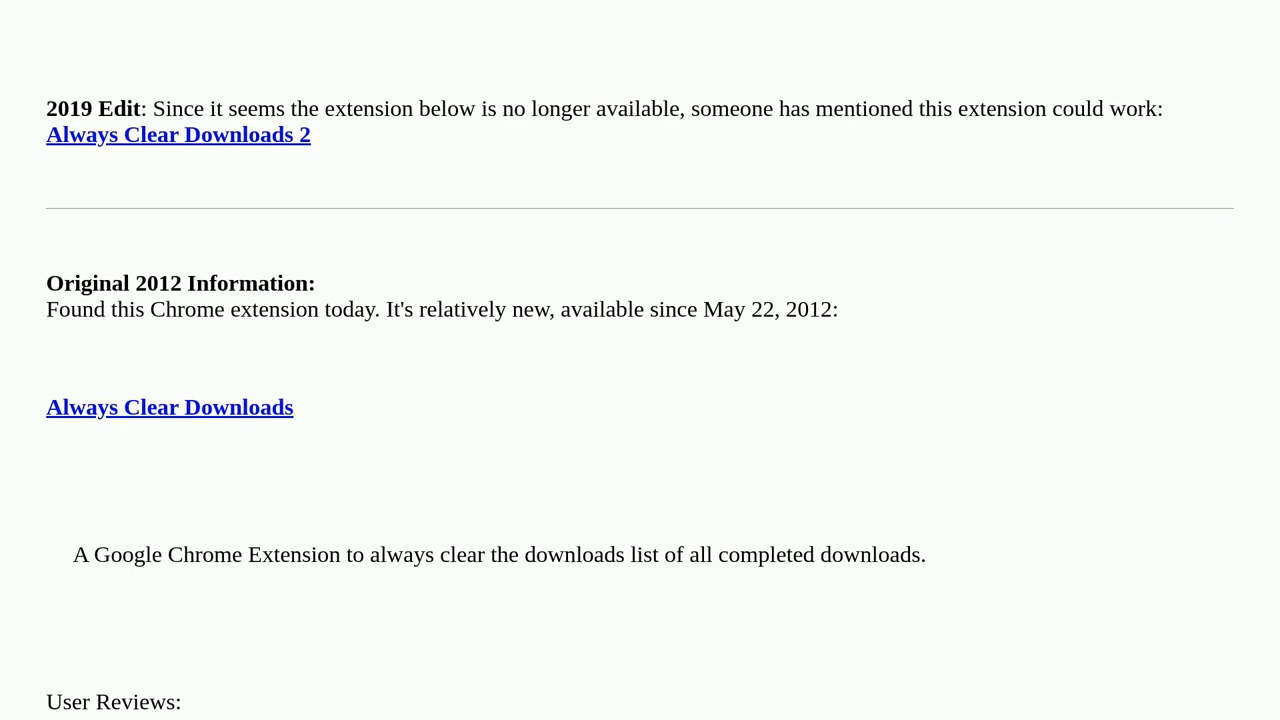 2019 Edit: Since it seems the extension below is no longer available, someone has mentioned this extension could work:
Always Clear Downloads 2
Original 2012 Information:
Found this Chrome extension today. It's relatively new, available since May 22, 2012:
Always Clear Downloads
A Google Chrome Extension to always clear the downloads list of all completed downloads.
User Reviews: